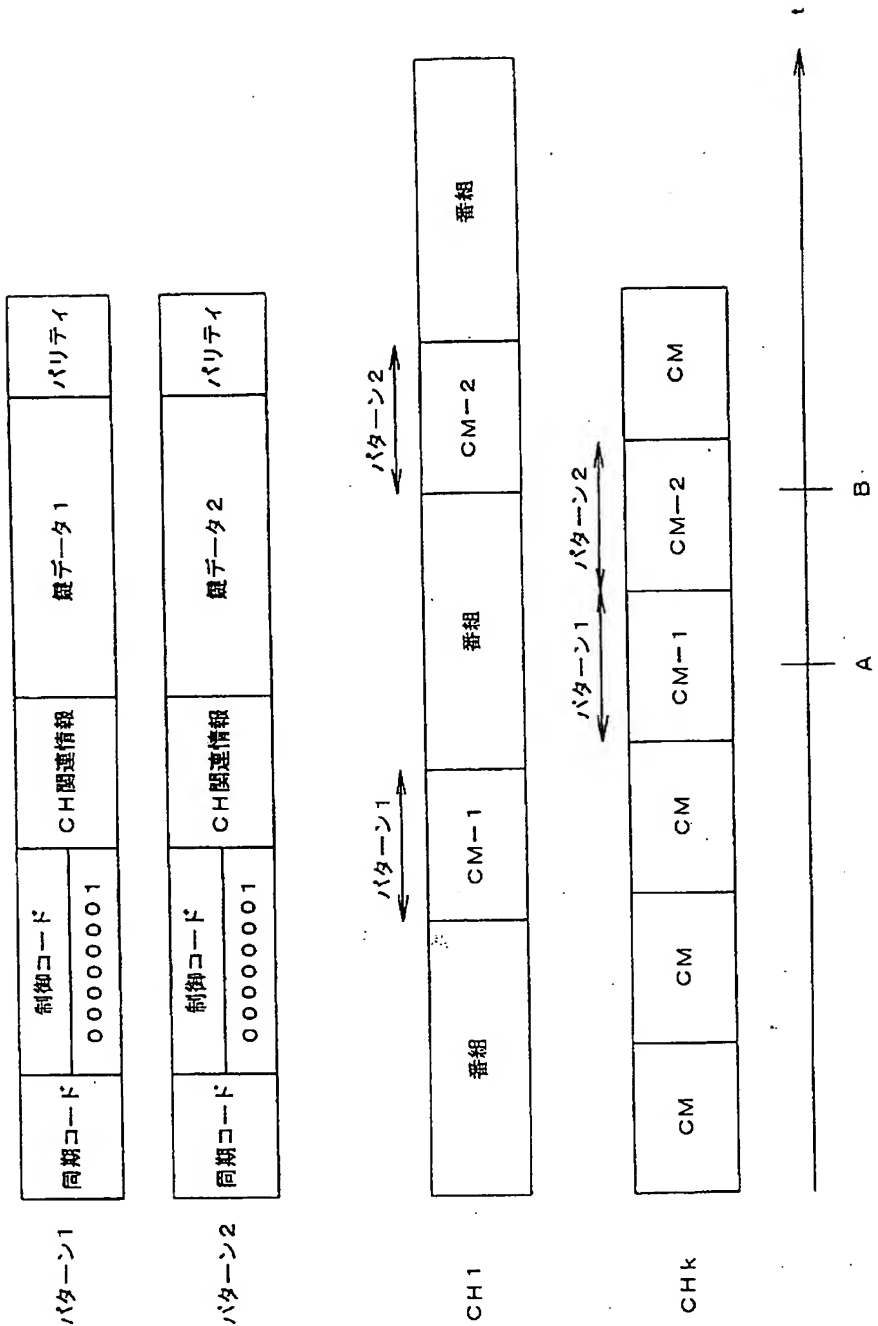 パターン1
同期コード
制御コード
00000001
CH関連情報
鍵データ1
パリティ
パターン2
同期コード
制御コード
00000001
CH関連情報
鍵データ2
パリティ
パターン1
パターン2
CH1
番組
CM-1
番組
CM-2
番組
パターン1
パターン2
CHk
CM
CM
CM
CM-1
CM-2
CM
A
B
t